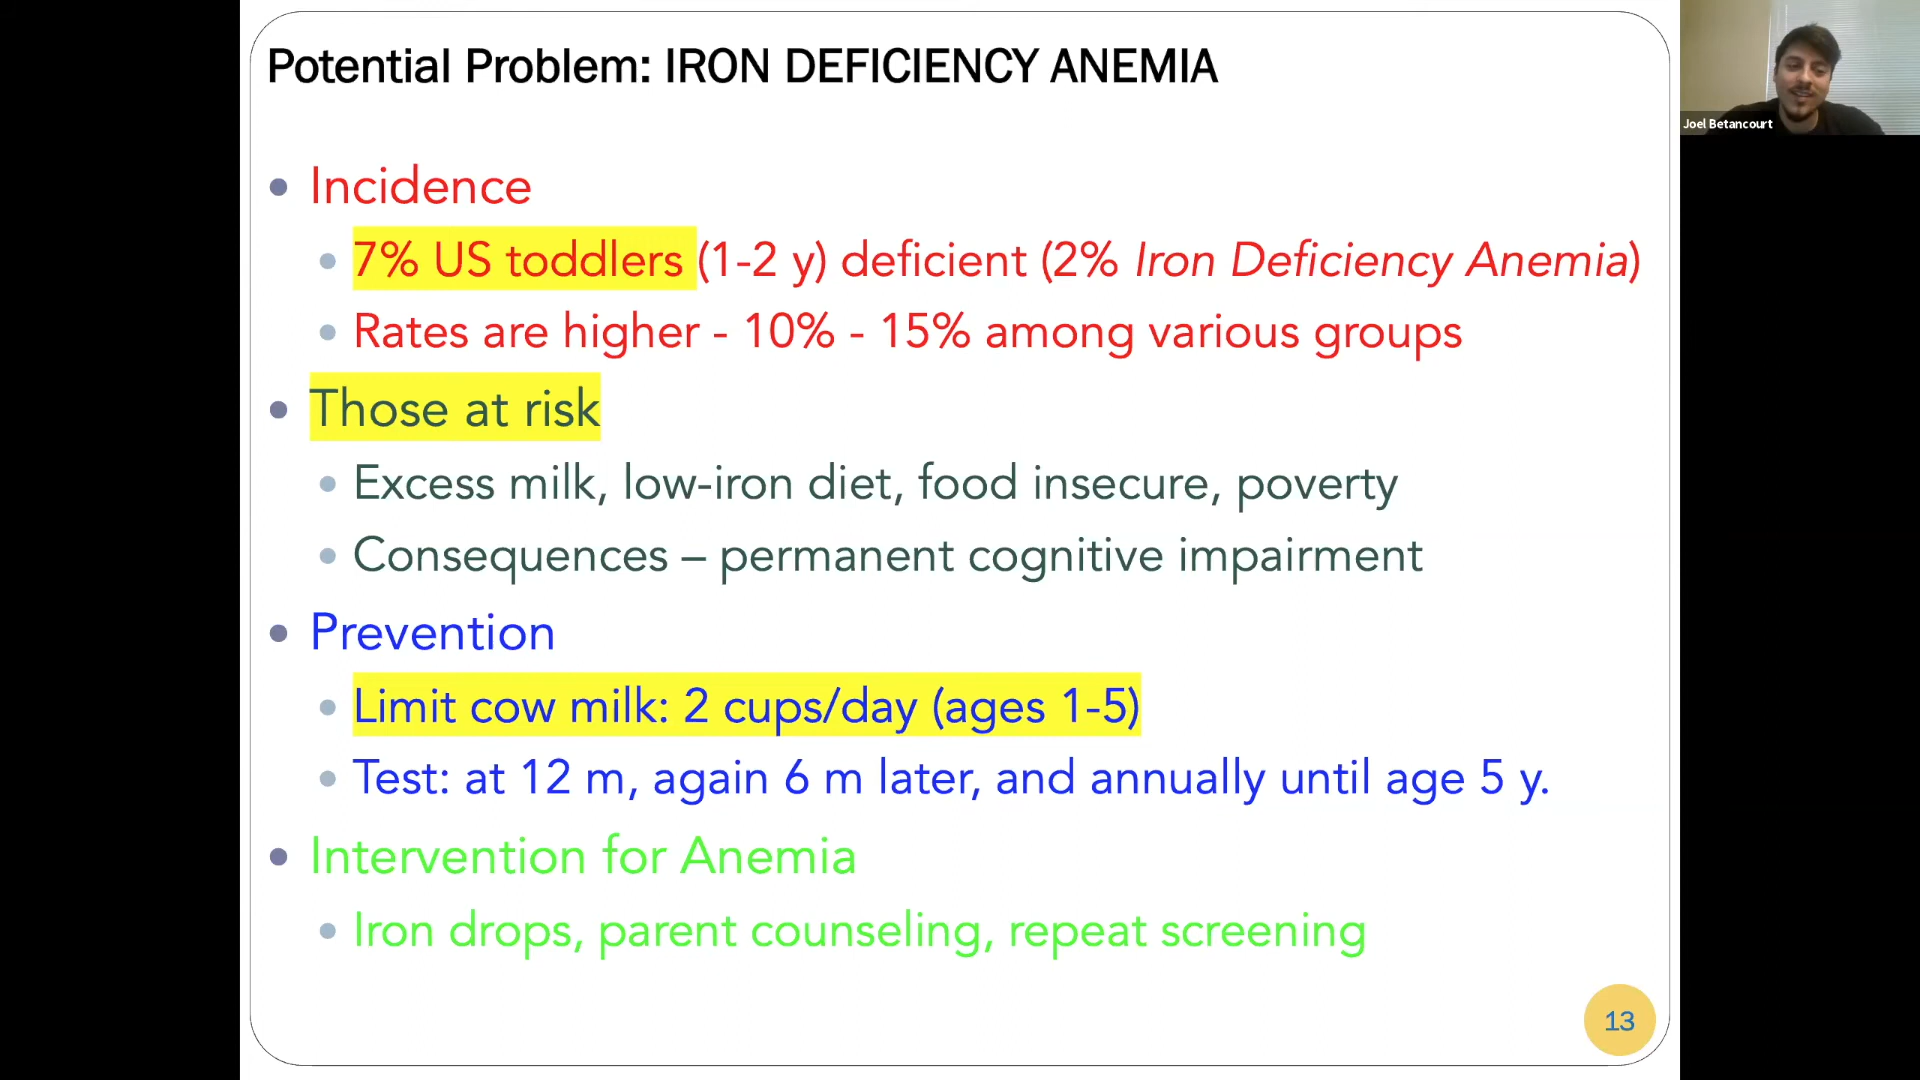 Potential Problem: IRON DEFICIENCY ANEMIA
Joel Betancourt
Incidence
7% US toddlers (1-2 y) deficient (2% Iron Deficiency Anemia)
Rates are higher - 10% - 15% among various groups
Those at risk
Excess milk, low-iron diet, food insecure, poverty
Consequences – permanent cognitive impairment
Prevention
Limit cow milk: 2 cups/day (ages 1-5)
Test: at 12 m, again 6 m later, and annually until age 5 y.
Intervention for Anemia
Iron drops, parent counseling, repeat screening
13